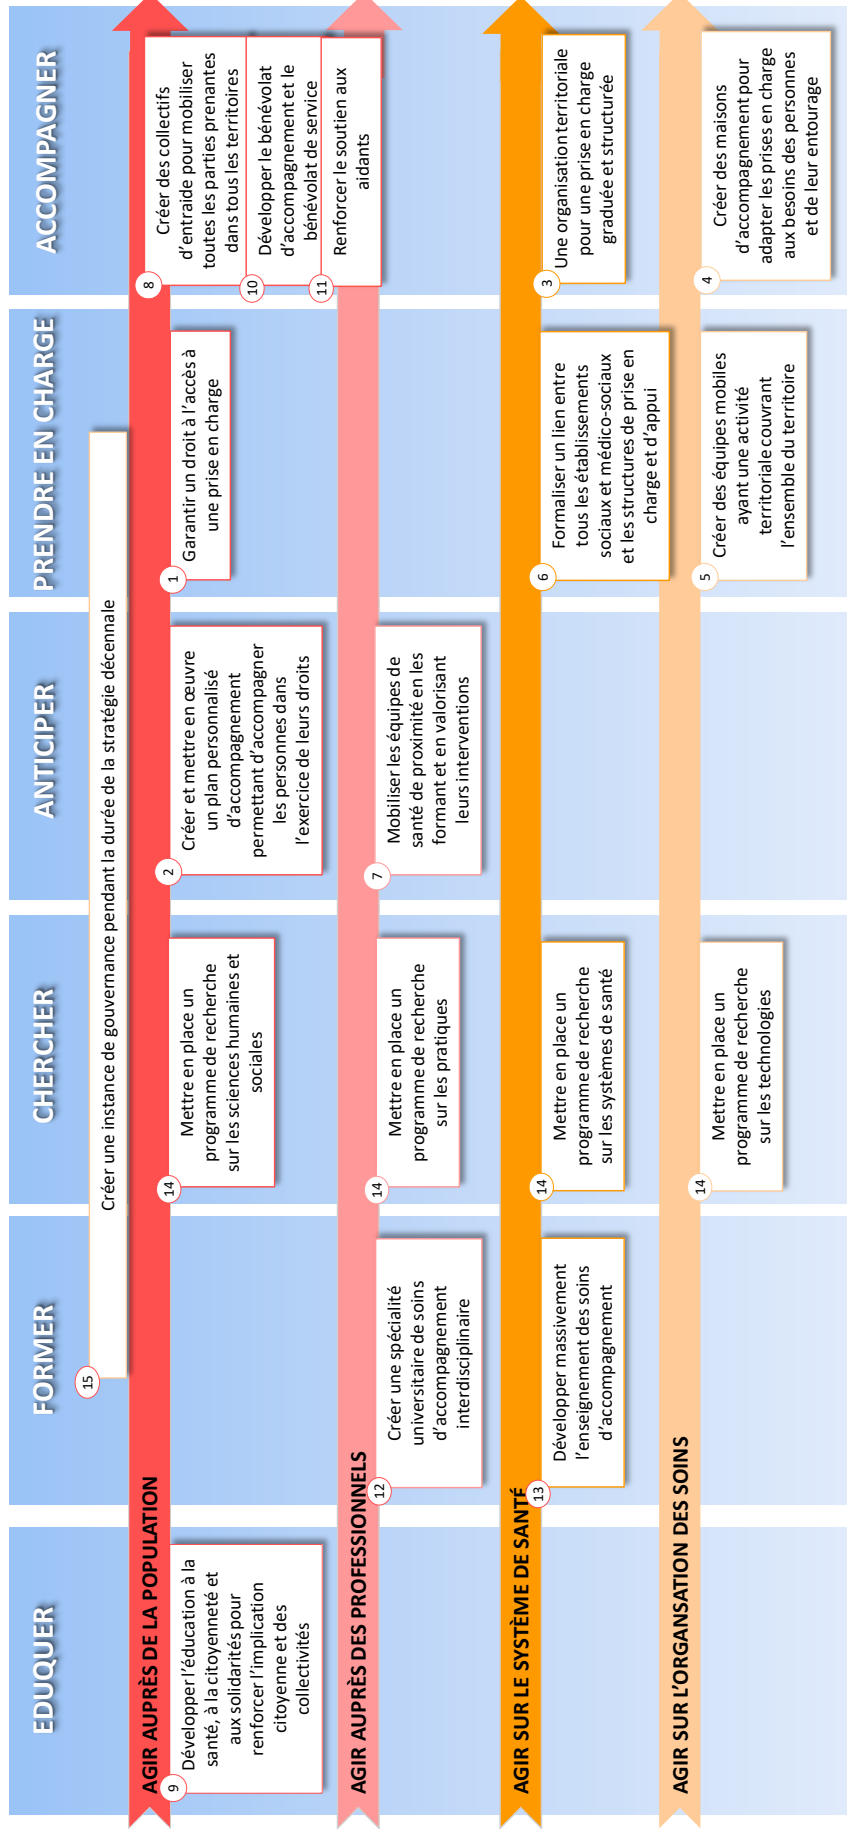 EDUQUER
FORMER
CHERCHER
ANTICIPER
PRENDRE EN CHARGE
ACCOMPAGNER
15
Créer une instance de gouvernance pendant la durée de la stratégie décennale
AGIR AUPRÈS DE LA POPULATION
9
Développer l’éducation à la
santé, à la citoyenneté et
aux solidarités pour
renforcer l’implication
citoyenne et des
collectivités
14
Mettre en place un
programme de recherche
sur les sciences humaines et
sociales
2
Créer et mettre en œuvre
un plan personnalisé
d’accompagnement
permettant d’accompagner
les personnes dans
l’exercice de leurs droits
1
Garantir un droit à l’accès à
une prise en charge
8
Créer des collectifs
d’entraide pour mobiliser
toutes les parties prenantes
dans tous les territoires
10
Développer le bénévolat
d’accompagnement et le
bénévolat de service
11
Renforcer le soutien aux
aidants
AGIR AUPRÈS DES PROFESSIONNELS
12
Créer une spécialité
universitaire de soins
d’accompagnement
interdisciplinaire
14
Mettre en place un
programme de recherche
sur les pratiques
7
Mobiliser les équipes de
santé de proximité en les
formant et en valorisant
leurs interventions
AGIR SUR LE SYSTÈME DE SANTÉ
13
Développer massivement
l’enseignement des soins
d’accompagnement
14
Mettre en place un
programme de recherche
sur les systèmes de santé
6
Formaliser un lien entre
tous les établissements
sociaux et médico-sociaux
et les structures de prise en
charge et d’appui
3
Une organisation territoriale
pour une prise en charge
graduée et structurée
AGIR SUR L’ORGANSATION DES SOINS
14
Mettre en place un
programme de recherche
sur les technologies
5
Créer des équipes mobiles
ayant une activité
territoriale couvrant
l’ensemble du territoire
4
Créer des maisons
d’accompagnement pour
adapter les prises en charge
aux besoins des personnes
et de leur entourage